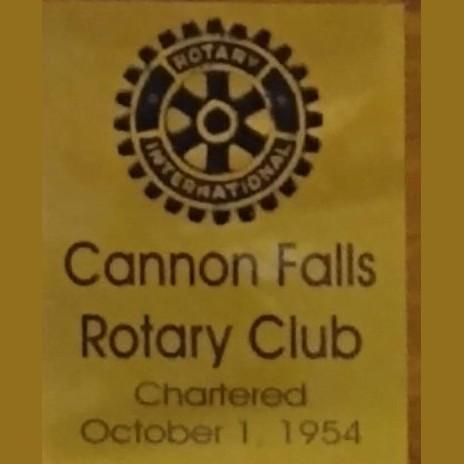 ROTARY
INTERNATIONAL
Cannon Falls
Rotary Club
Chartered
October 1, 1954